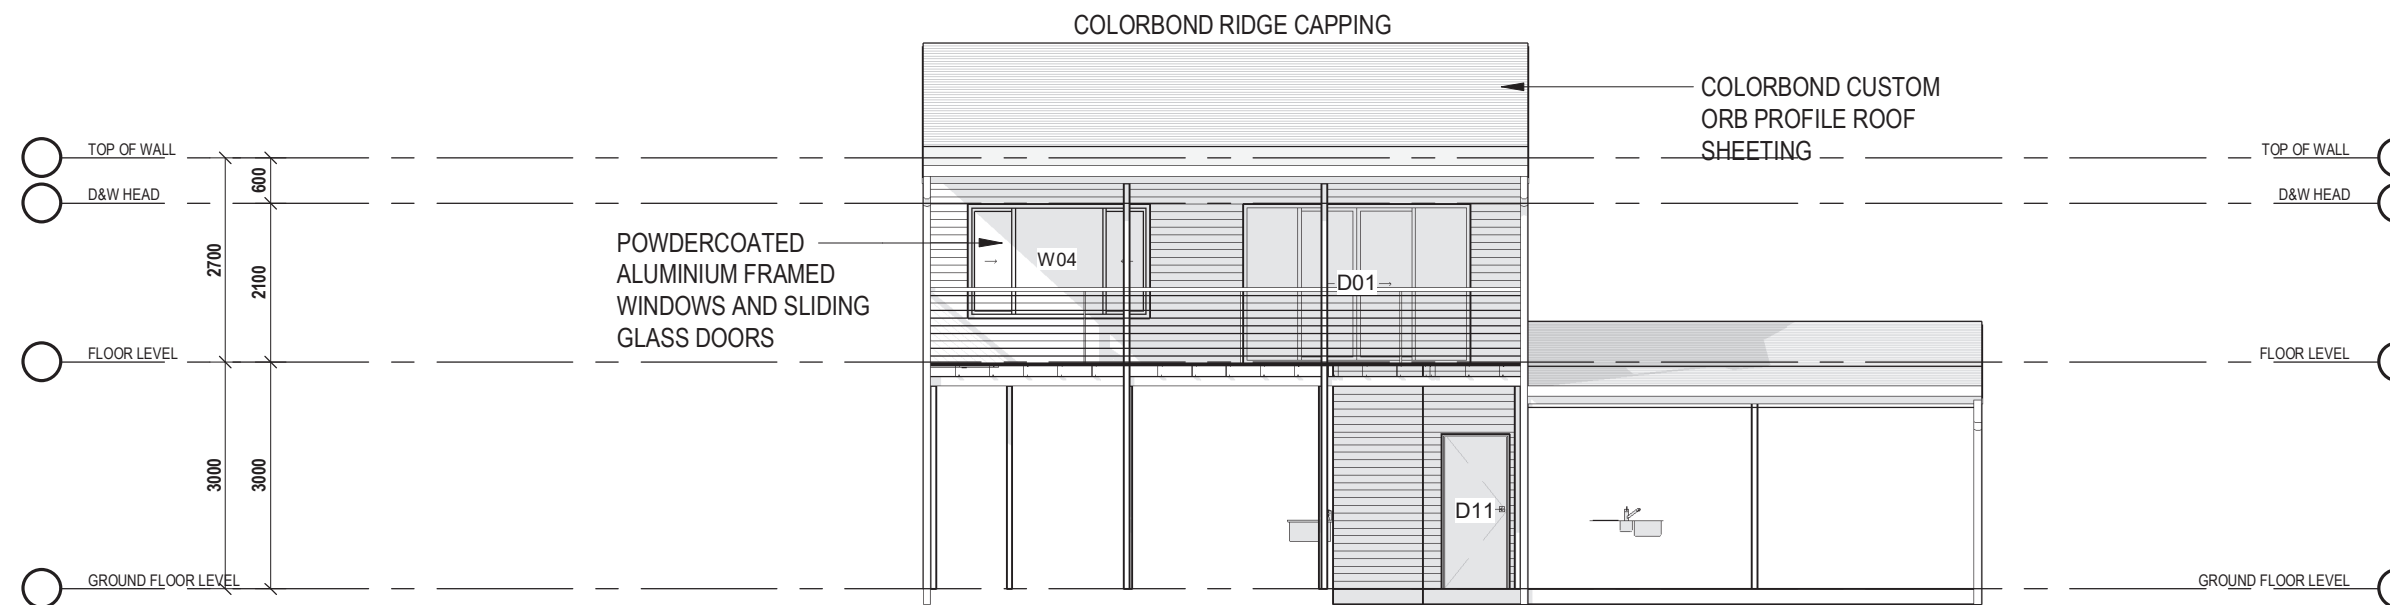 COLORBOND RIDGE CAPPING
COLORBOND CUSTOM
ORB PROFILE ROOF
SHEETING
TOP OF WALL
TOP OF WALL
600
D&W HEAD
D&W HEAD
POWDERCOATED
ALUMINIUM FRAMED
WINDOWS AND SLIDING
GLASS DOORS
2700
2100
W04
D01
FLOOR LEVEL
FLOOR LEVEL
3000
3000
D11
GROUND FLOOR LEVEL
GROUND FLOOR LEVEL